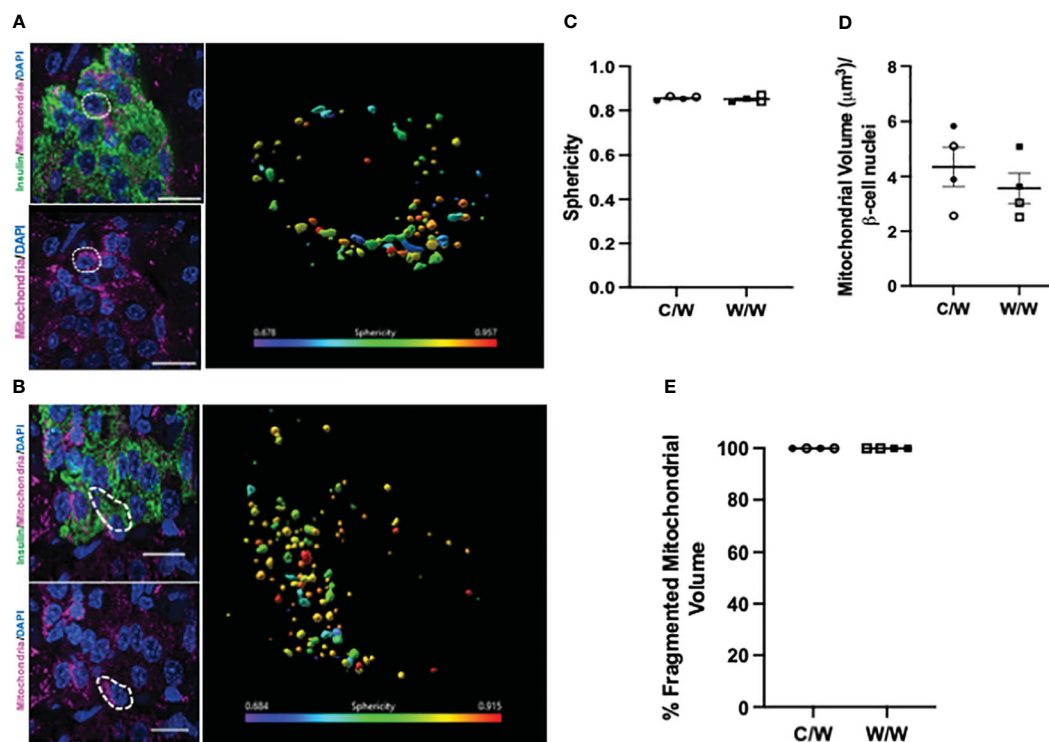 A
Insulin/Mitochondria/DAPI
Mitochondria/DAPI
0.678
Sphericity
0.957
B
Insulin/Mitochondria/DAPI
Mitochondria/DAPI
0.684
Sphericity
0.915
C
Sphericity
1.0
0.8
0.6
0.4
0.2
0.0
C/W
W/W
D
Mitochondrial Volume (μm³)/
β-cell nuclei
8
6
4
2
0
C/W
W/W
E
% Fragmented Mitochondrial
Volume
100
80
60
40
20
0
C/W
W/W